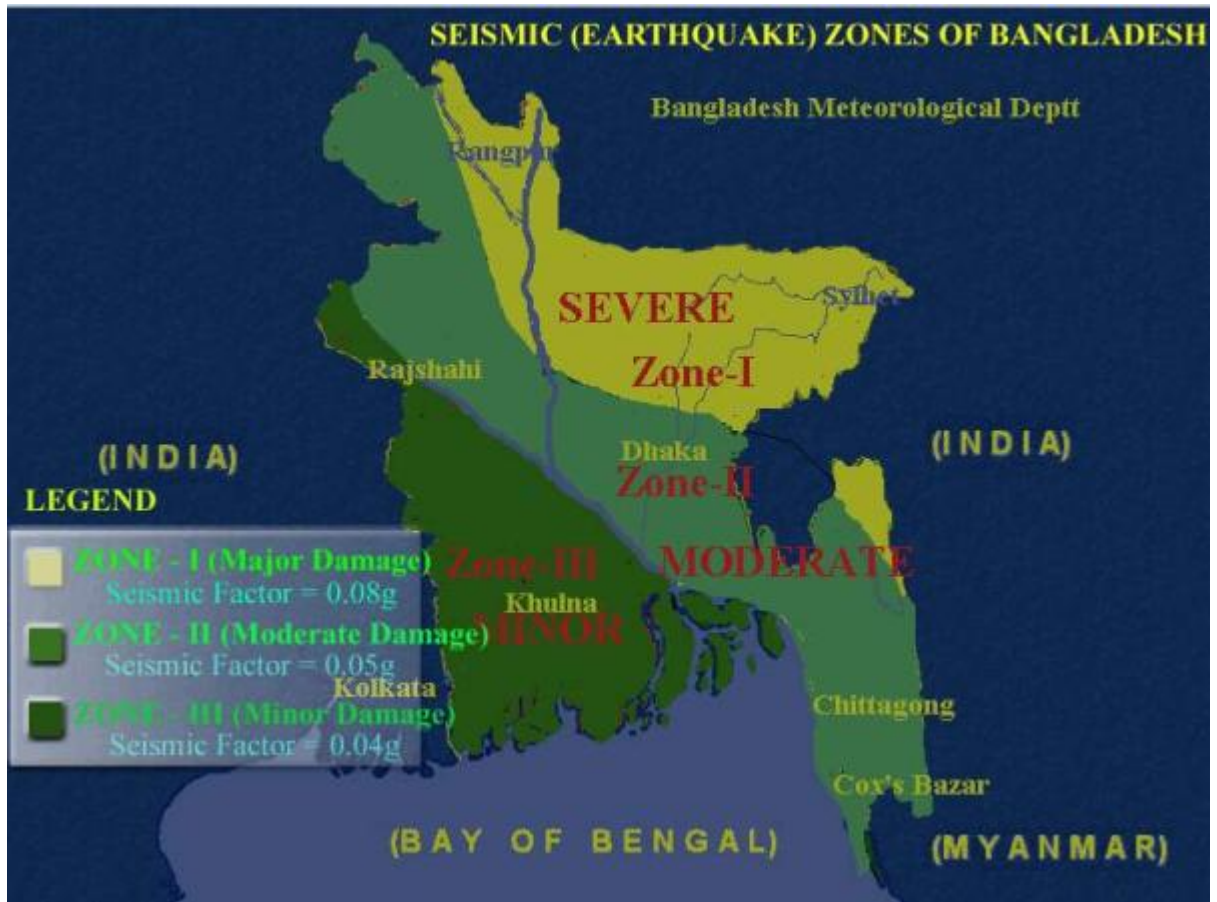 SEISMIC (EARTHQUAKE) ZONES OF BANGLADESH
Bangladesh Meteorological Deptt
Rangpur
SEVERE
Sylhet
Zone-I
Rajshahi
(INDIA)
Dhaka
(INDIA)
Zone-II
LEGEND
ZONE - I (Major Damage)
Seismic Factor = 0.08g
ZONE - II (Moderate Damage)
Seismic Factor = 0.05g
ZONE - III (Minor Damage)
Seismic Factor = 0.04g
Zone-III
MODERATE
Khulna
MINOR
Kolkata
Chittagong
Cox's Bazar
(BAY OF BENGAL)
(MYANMAR)